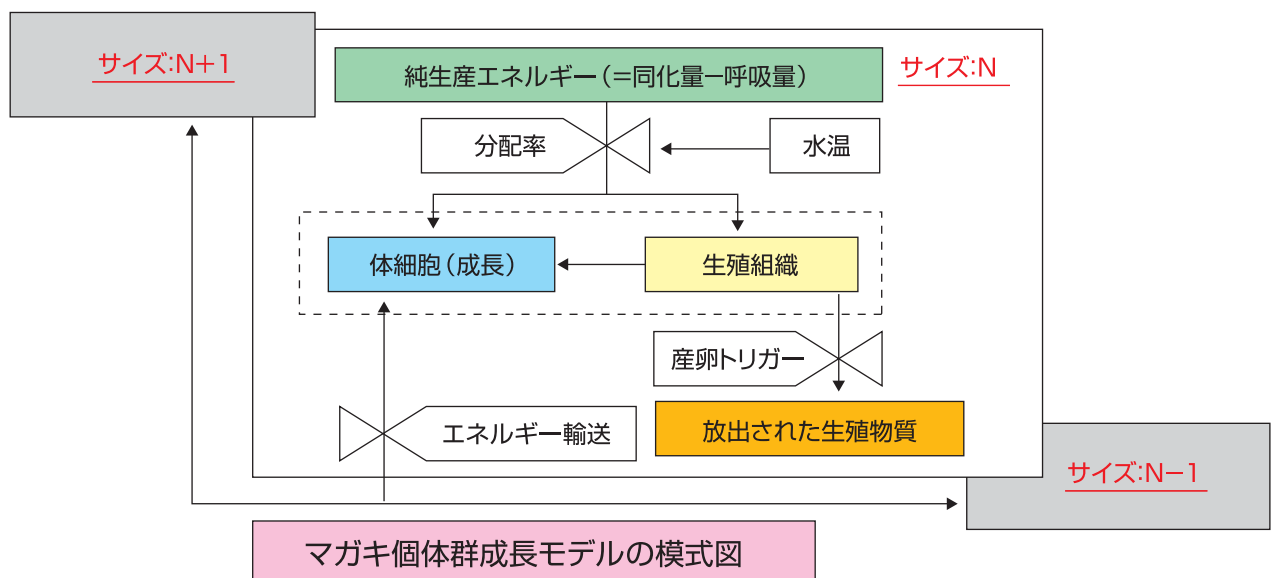 サイズ:N+1
純生産エネルギー(=同化量−呼吸量)
サイズ:N
分配率
水温
体細胞(成長)
生殖組織
産卵トリガー
エネルギー輸送
放出された生殖物質
サイズ:N−1
マガキ個体群成長モデルの模式図